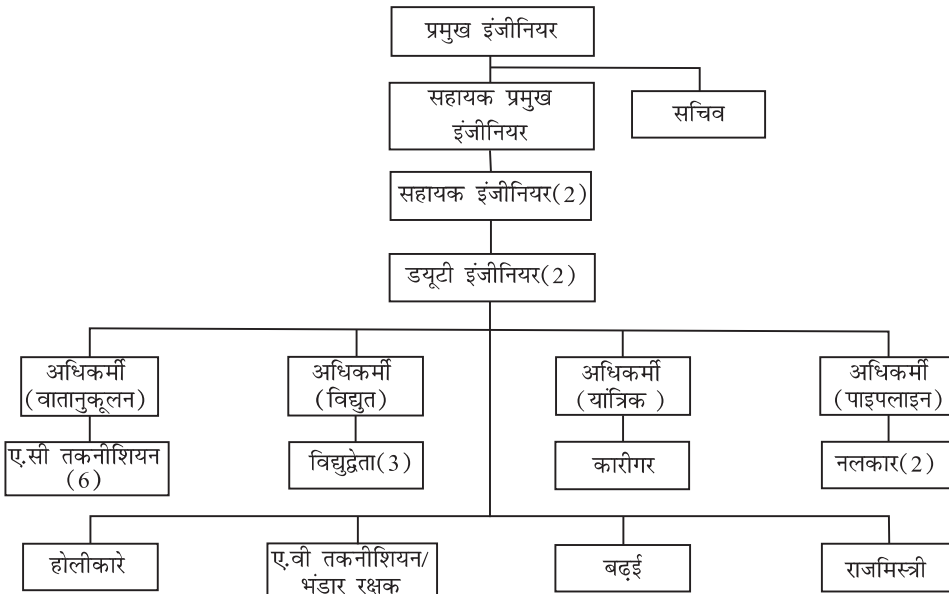 प्रमुख इंजीनियर
सहायक प्रमुख
इंजीनियर
सचिव
सहायक इंजीनियर(2)
डयूटी इंजीनियर(2)
अधिकर्मी
(वातानुकूलन)
अधिकर्मी
(विद्युत)
अधिकर्मी
(यांत्रिक )
अधिकर्मी
(पाइपलाइन)
ए.सी तकनीशियन
(6)
विद्युद्वेता(3)
कारीगर
नलकार(2)
होलीकारे
ए.वी तकनीशियन/
भंडार रक्षक
बढ़ई
राजमिस्त्री